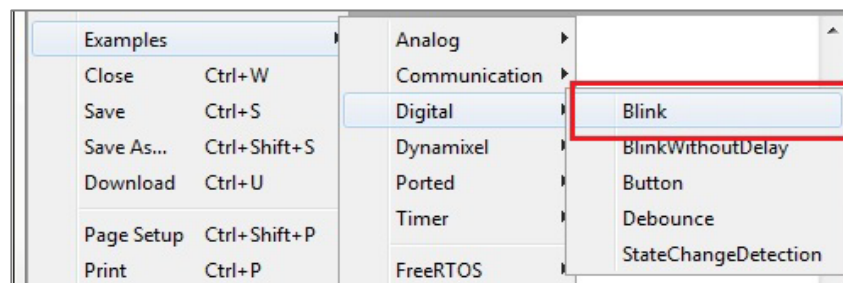 Examples
Close Ctrl+W
Save Ctrl+S
Save As... Ctrl+Shift+S
Download Ctrl+U
Page Setup Ctrl+Shift+P
Print Ctrl+P
Analog
Communication
Digital
Dynamixel
Ported
Timer
FreeRTOS
Blink
BlinkWithoutDelay
Button
Debounce
StateChangeDetection